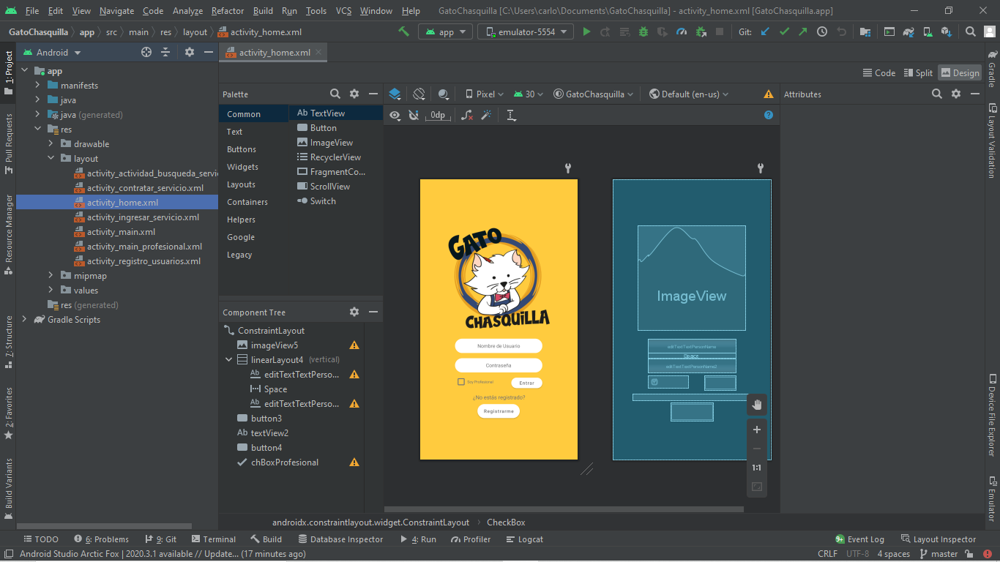 File Edit View Navigate Code Analyze Refactor Build Run Tools VCS Window Help GatoChasquilla [C:\Users\carlo\Documents\GatoChasquilla] - activity_home.xml [GatoChasquilla.app]
GatoChasquilla app src main res layout activity_home.xml app emulator-5554 Git:
1: Project
Pull Requests
Resource Manager
7: Structure
2: Favorites
Build Variants
Android
app
manifests
java
java (generated)
res
drawable
layout
activity_actividad_busqueda_servi
activity_contratar_servicio.xml
activity_home.xml
activity_ingresar_servicio.xml
activity_main.xml
activity_main_profesional.xml
activity_registro_usuarios.xml
mipmap
values
res (generated)
Gradle Scripts
activity_home.xml
Code Split Design
Palette
Common
Text
Buttons
Widgets
Layouts
Containers
Helpers
Google
Legacy
Ab TextView
Button
ImageView
RecyclerView
FragmentCo...
ScrollView
Switch
Pixel 30 GatoChasquilla Default (en-us)
0dp
Component Tree
ConstraintLayout
imageView5
linearLayout4 (vertical)
Ab editTextTextPerso...
Space
Ab editTextTextPerso...
button3
Ab textView2
button4
chBoxProfesional
GATO
CHASQUILLA
Nombre de Usuario
Contraseña
Soy Profesional
Entrar
¿No estás registrado?
Registrarme
ImageView
editTextTextPersonName
Space
editTextTextPersonName2
1:1
Attributes
Gradle
Layout Validation
Device File Explorer
Emulator
androidx.constraintlayout.widget.ConstraintLayout CheckBox
TODO 6: Problems 9: Git Terminal Build Database Inspector 4: Run Profiler Logcat 9+ Event Log Layout Inspector
Android Studio Arctic Fox | 2020.3.1 available // Update... (17 minutes ago) CRLF UTF-8 4 spaces master